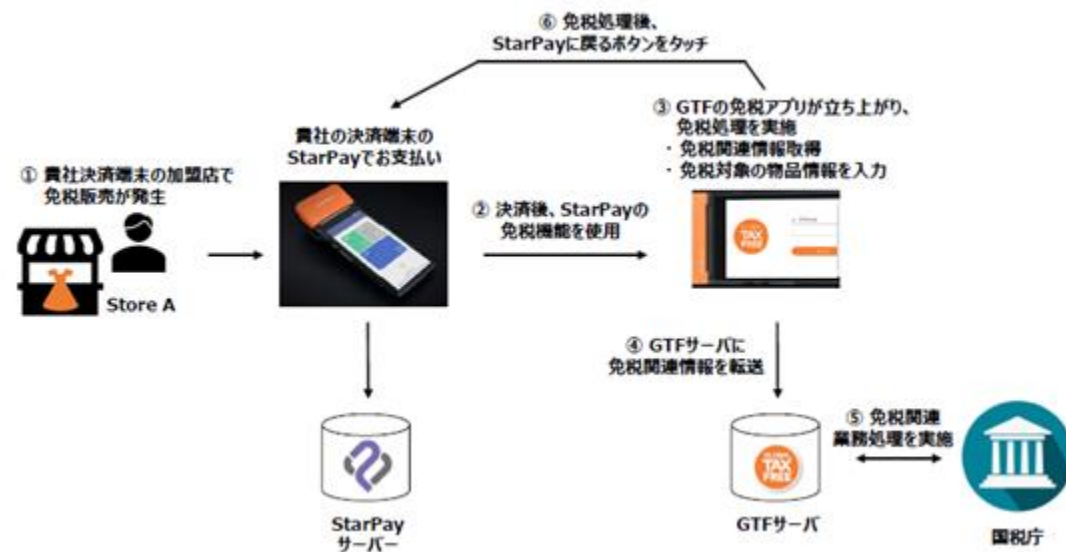 ⑥ 免税処理後、
StarPayに戻るボタンをタッチ
③ GTFの免税アプリが立ち上がり、
免税処理を実施
・ 免税関連情報取得
・ 免税対象の物品情報を入力
貴社の決済端末の
StarPayでお支払い
① 貴社決済端末の加盟店で
免税販売が発生
② 決済後、StarPayの
免税機能を使用
TAX
FREE
Store A
④ GTFサーバに
免税関連情報を転送
⑤ 免税関連
業務処理を実施
GLOBAL
TAX
FREE
StarPay
サーバー
GTFサーバ
国税庁